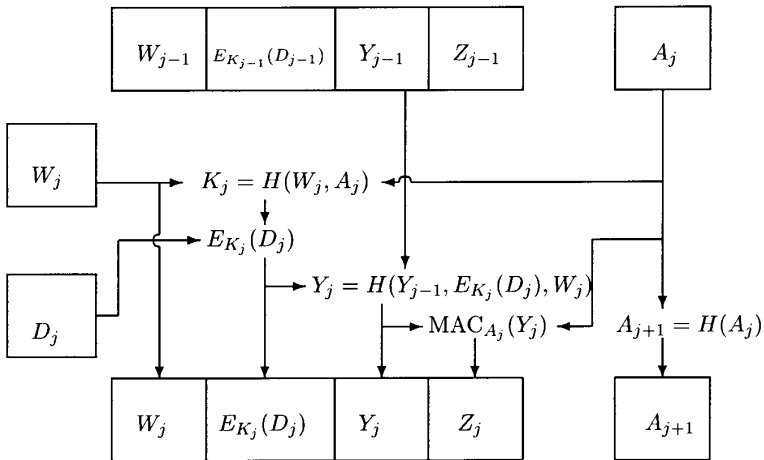 W_{j-1} E_{K_{j-1}}(D_{j-1}) Y_{j-1} Z_{j-1} A_j
W_j
K_j = H(W_j, A_j)
E_{K_j}(D_j)
Y_j = H(Y_{j-1}, E_{K_j}(D_j), W_j)
D_j
MAC_{A_j}(Y_j)
A_{j+1} = H(A_j)
W_j E_{K_j}(D_j) Y_j Z_j A_{j+1}